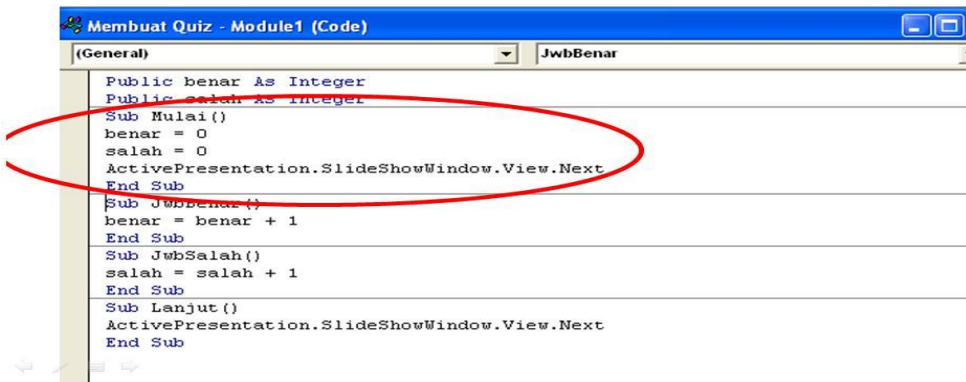 Membuat Quiz - Module1 (Code)
(General) JwbBenar
Public benar As Integer
Public salah As Integer
Sub Mulai()
benar = 0
salah = 0
ActivePresentation.SlideShowWindow.View.Next
End Sub
Sub JwbBenar()
benar = benar + 1
End Sub
Sub JwbSalah()
salah = salah + 1
End Sub
Sub Lanjut()
ActivePresentation.SlideShowWindow.View.Next
End Sub